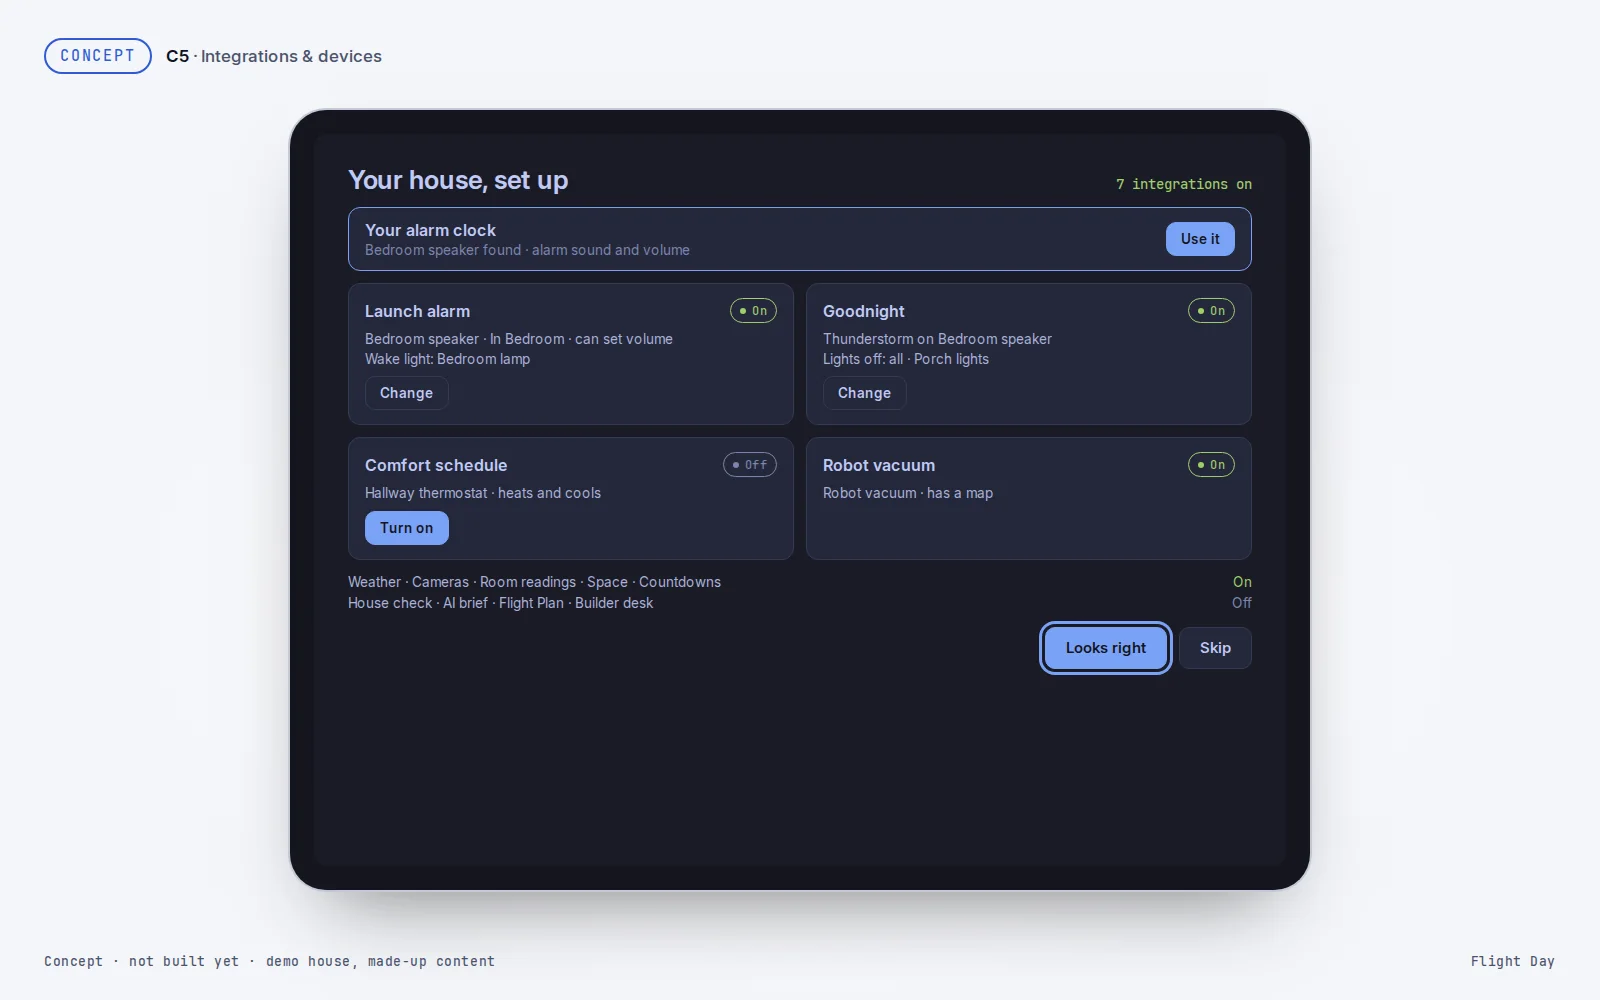 CONCEPT C5 · Integrations & devices
Your house, set up
7 integrations on
Your alarm clock
Bedroom speaker found · alarm sound and volume
Use it
Launch alarm
On
Bedroom speaker · In Bedroom · can set volume
Wake light: Bedroom lamp
Change
Goodnight
On
Thunderstorm on Bedroom speaker
Lights off: all · Porch lights
Change
Comfort schedule
Off
Hallway thermostat · heats and cools
Turn on
Robot vacuum
On
Robot vacuum · has a map
Weather · Cameras · Room readings · Space · Countdowns
On
House check · AI brief · Flight Plan · Builder desk
Off
Looks right
Skip
Concept · not built yet · demo house, made-up content
Flight Day